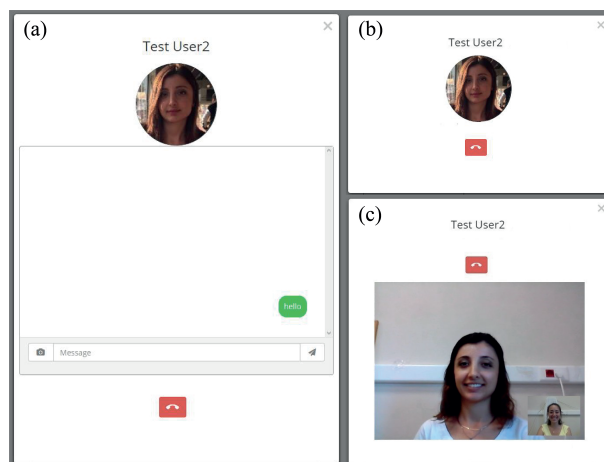 (a)
Test User2
hello
Message
(b)
Test User2
(c)
Test User2